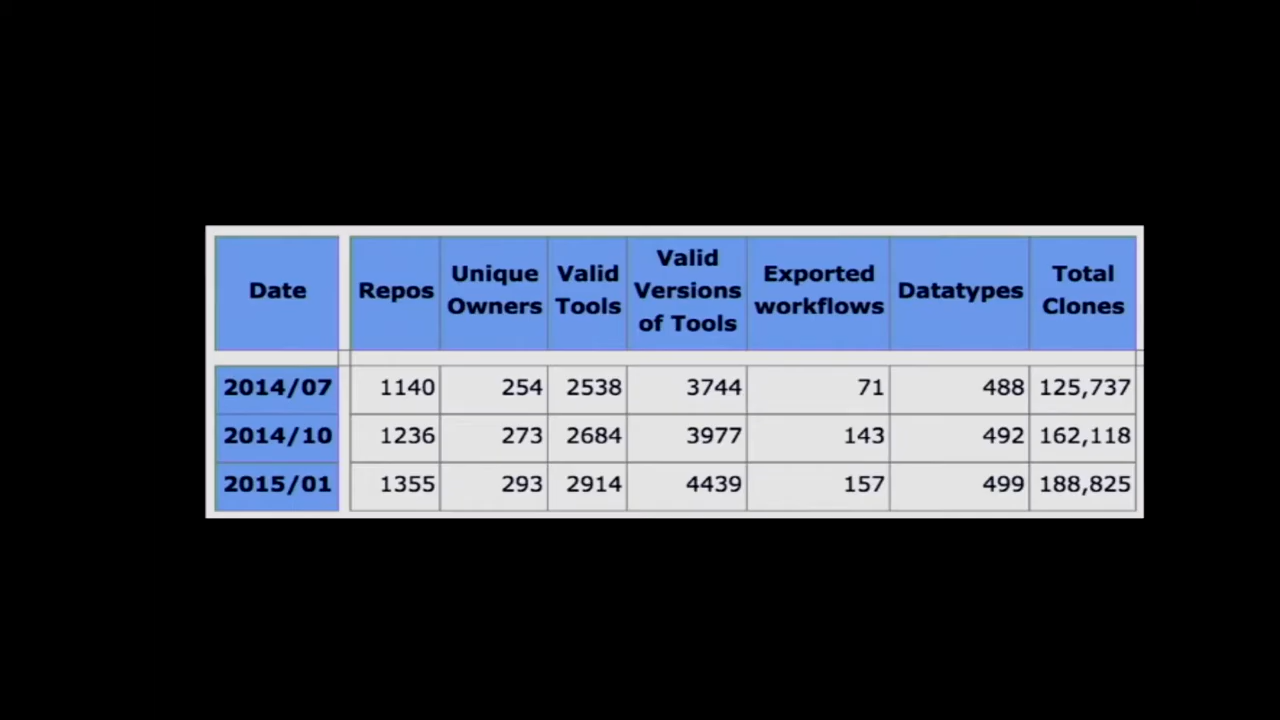 Date Repos Unique Owners Valid Tools Valid Versions of Tools Exported workflows Datatypes Total Clones
2014/07 1140 254 2538 3744 71 488 125,737
2014/10 1236 273 2684 3977 143 492 162,118
2015/01 1355 293 2914 4439 157 499 188,825